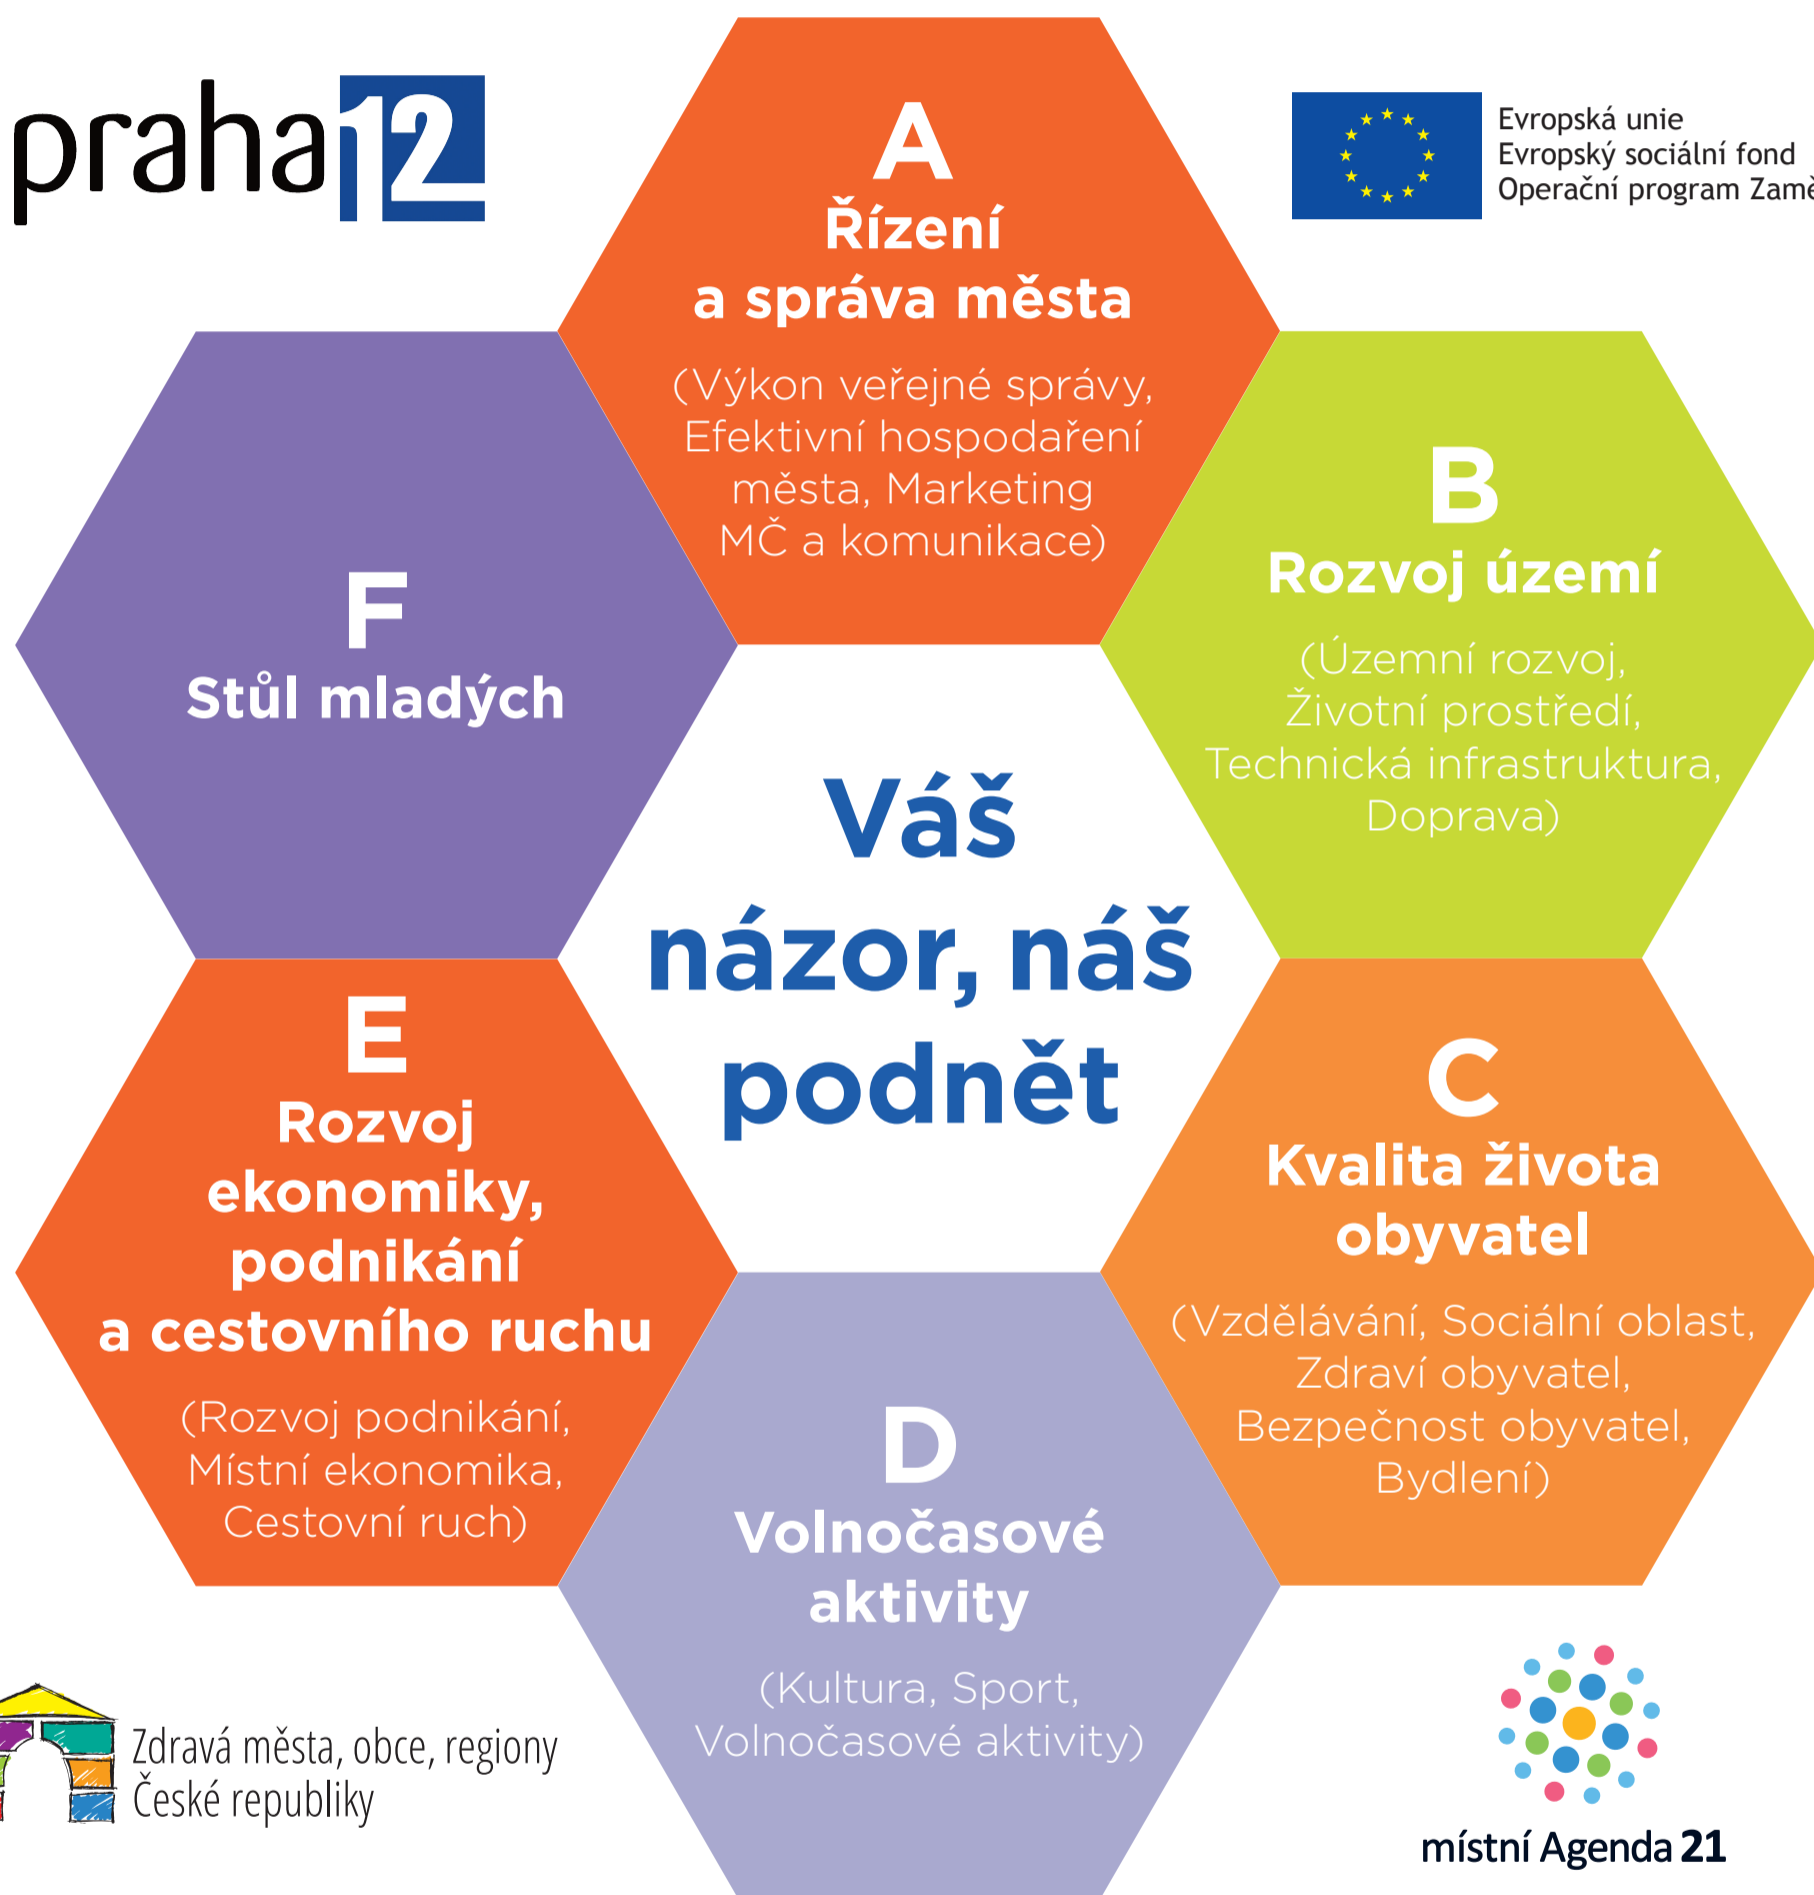 praha12
Evropská unie
Evropský sociální fond
Operační program
A
Řízení
a správa města
(Výkon veřejné správy,
Efektivní hospodaření
města, Marketing
MČ a komunikace)
B
Rozvoj území
(Územní rozvoj,
Životní prostředí,
Technická infrastruktura,
Doprava)
F
Stůl mladých
Váš
názor, náš
podnět
E
Rozvoj
ekonomiky,
podnikání
a cestovního ruchu
(Rozvoj podnikání,
Místní ekonomika,
Cestovní ruch)
C
Kvalita života
obyvatel
(Vzdělávání, Sociální oblast,
Zdraví obyvatel,
Bezpečnost obyvatel,
Bydlení)
D
Volnočasové
aktivity
(Kultura, Sport,
Volnočasové aktivity)
Zdravá města, obce, regiony
České republiky
místní Agenda 21